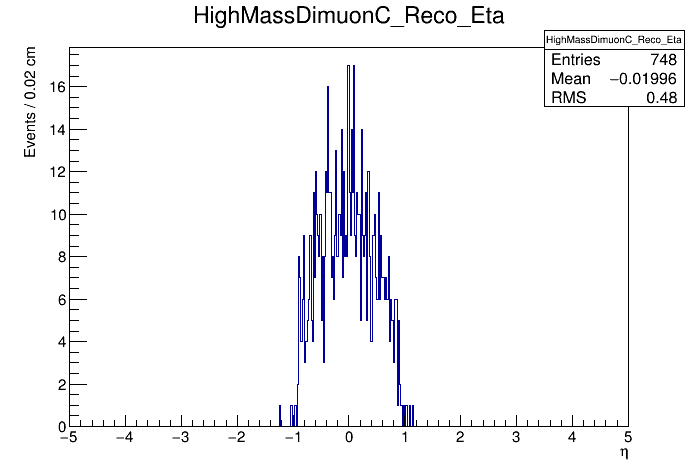 HighMassDimuonC_Reco_Eta
HighMassDimuonC_Reco_Eta
Entries 748
Mean −0.01996
RMS 0.48
Events / 0.02 cm
16
14
12
10
8
6
4
2
0
−5 −4 −3 −2 −1 0 1 2 3 4 5
η